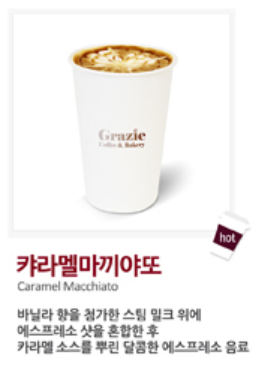 Grazie
Coffee & Bakery
hot
캬라멜마끼야또
Caramel Macchiato
바닐라 향을 첨가한 스팀 밀크 위에
에스프레소 샷을 혼합한 후
카라멜 소스를 뿌린 달콤한 에스프레소 음료